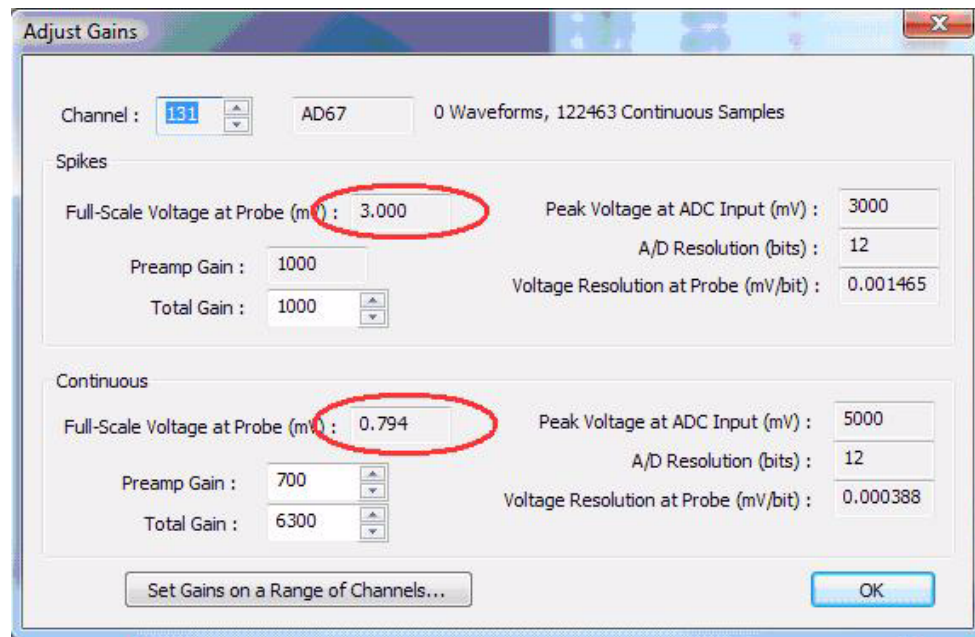 Adjust Gains
Channel : 131 AD67 0 Waveforms, 122463 Continuous Samples
Spikes
Full-Scale Voltage at Probe (mV) : 3.000 Peak Voltage at ADC Input (mV) : 3000
A/D Resolution (bits) : 12
Preamp Gain : 1000
Voltage Resolution at Probe (mV/bit) : 0.001465
Total Gain : 1000
Continuous
Full-Scale Voltage at Probe (mV) : 0.794 Peak Voltage at ADC Input (mV) : 5000
A/D Resolution (bits) : 12
Preamp Gain : 700
Voltage Resolution at Probe (mV/bit) : 0.000388
Total Gain : 6300
Set Gains on a Range of Channels... OK